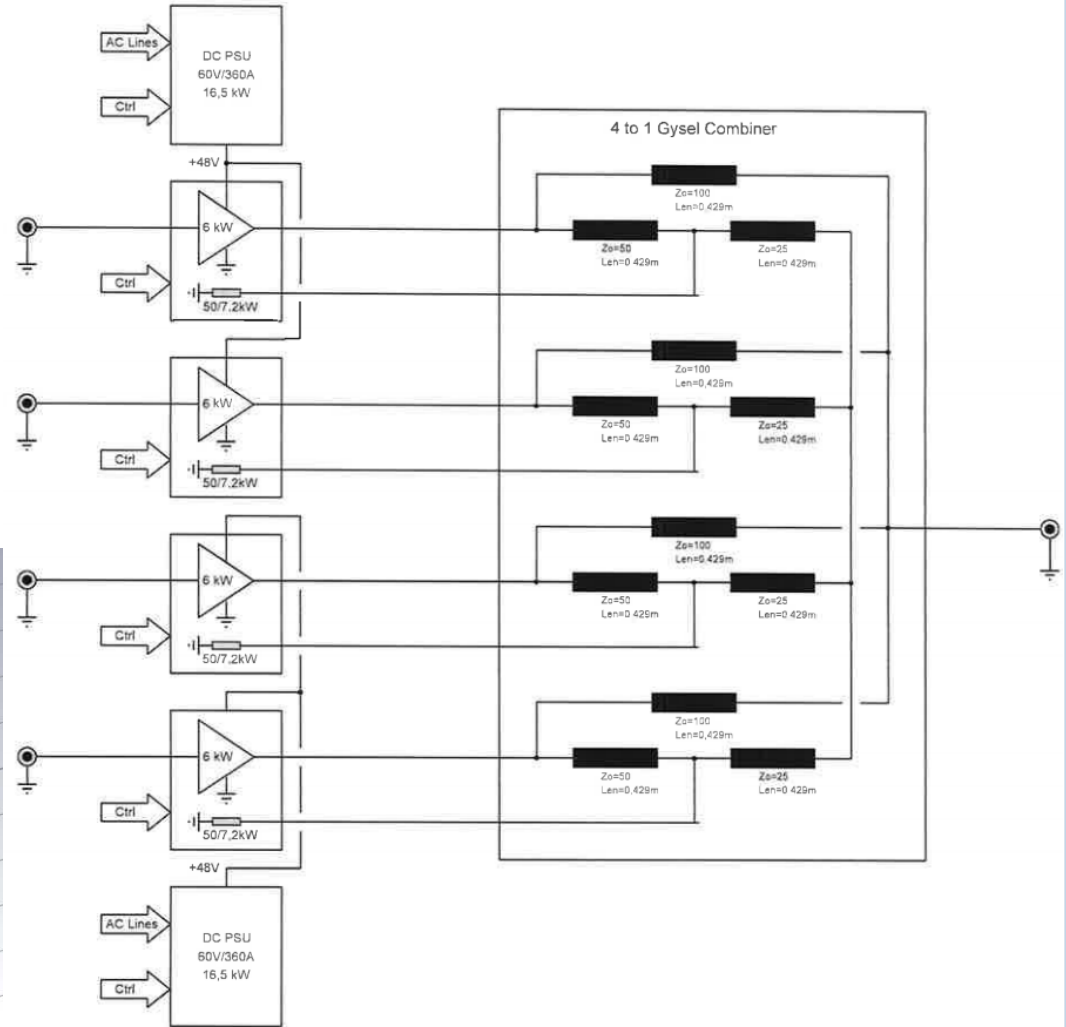 AC Lines
Ctrl
DC PSU
60V/360A
16,5 kW
+48V
6 kW
Ctrl
50/7.2kW
6 kW
Ctrl
50/7,2kW
6 kW
Ctrl
50/7,2kW
6 kW
Ctrl
50/7,2kW
+48V
AC Lines
Ctrl
DC PSU
60V/360A
16,5 kW
4 to 1 Gysel Combiner
Zo=100
Len=0,429m
Zo=50
Len=0 429m
Zo=25
Len=0 429m
Zo=100
Len=0,429m
Zo=50
Len=0 429m
Zo=25
Len=0 429m
Zo=100
Len=0,429m
Zo=50
Len=0 429m
Zo=25
Len=0 429m
Zo=100
Len=0,429m
Zo=50
Len=0,429m
Zo=25
Len=0 429m